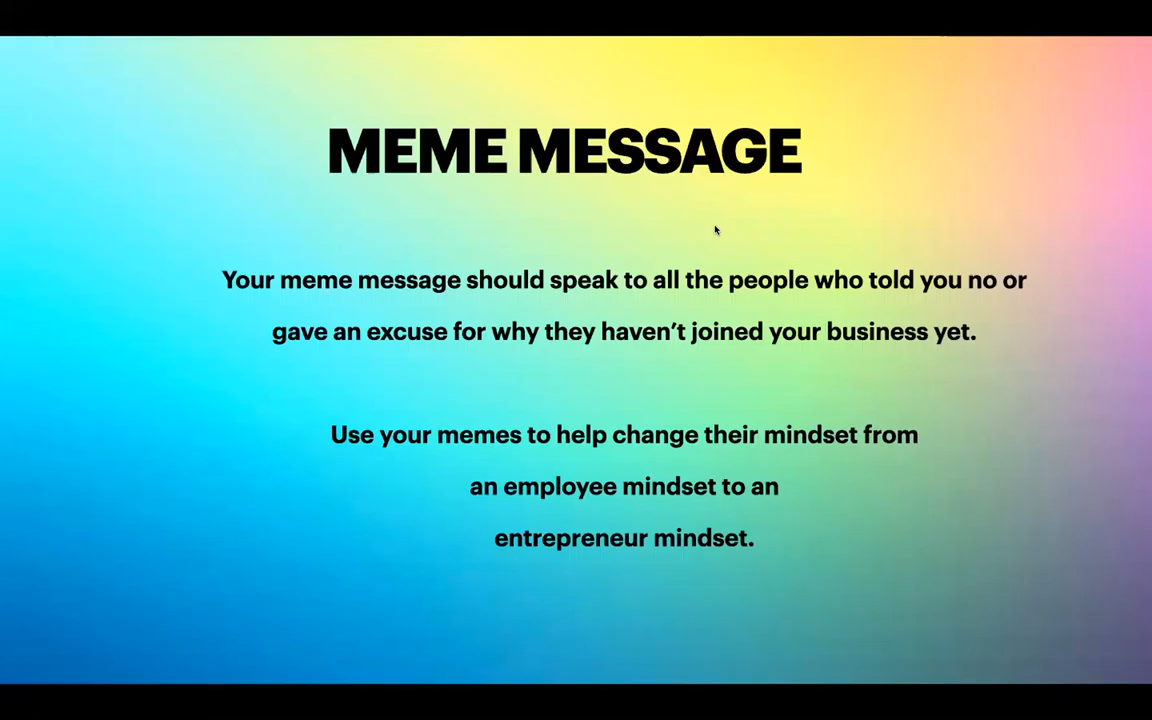 MEME MESSAGE
Your meme message should speak to all the people who told you no or
gave an excuse for why they haven’t joined your business yet.
Use your memes to help change their mindset from
an employee mindset to an
entrepreneur mindset.